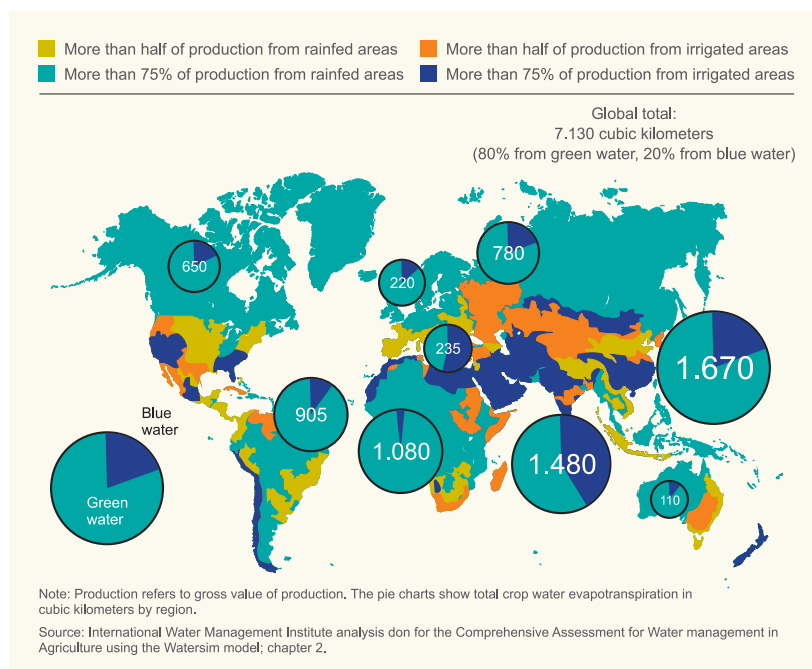 More than half of production from rainfed areas
More than half of production from irrigated areas
More than 75% of production from rainfed areas
More than 75% of production from irrigated areas
Global total:
7.130 cubic kilometers
(80% from green water, 20% from blue water)
650
220
780
235
1.670
905
Blue
water
1.080
1.480
Green
water
110
Note: Production refers to gross value of production. The pie charts show total crop water evapotranspiration in
cubic kilometers by region.
Source: International Water Management Institute analysis don for the Comprehensive Assessment for Water management in
Agriculture using the Watersim model; chapter 2.